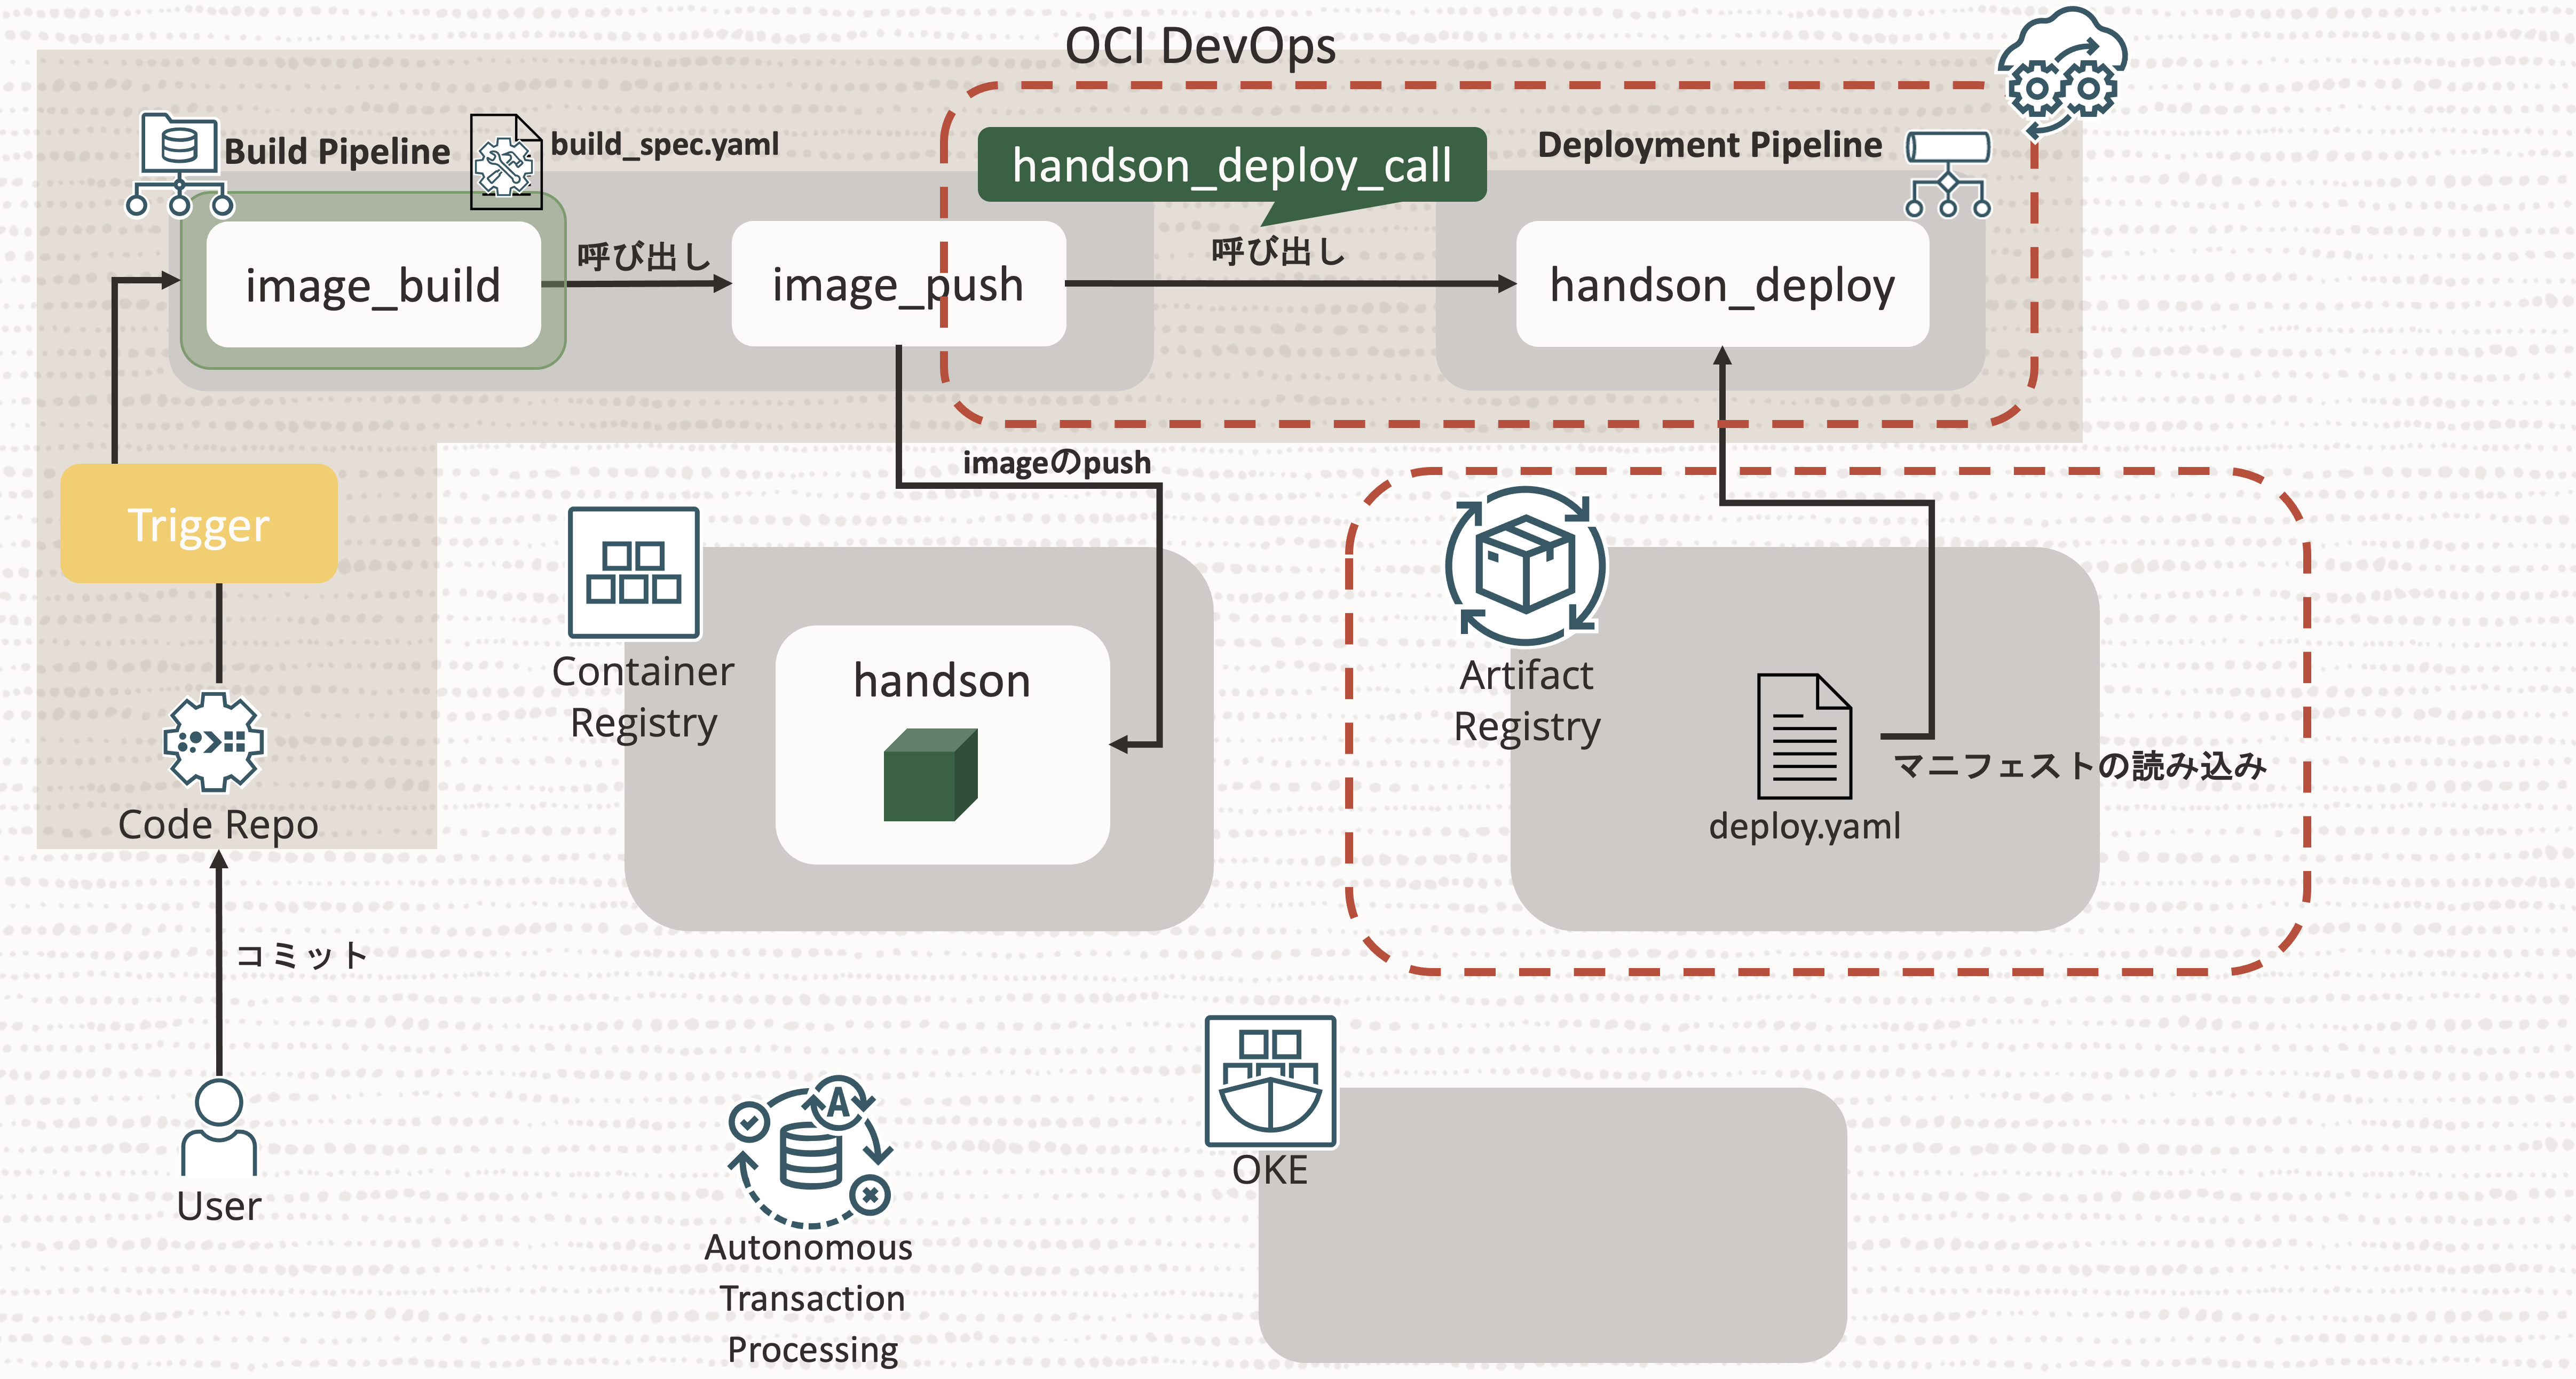 OCI DevOps
Build Pipeline
build_spec.yaml
handson_deploy_call
Deployment Pipeline
image_build
呼び出し
image_push
呼び出し
handson_deploy
imageのpush
Trigger
Container
Registry
handson
Artifact
Registry
deploy.yaml
マニフェストの読み込み
Code Repo
コミット
User
A
Autonomous
Transaction
Processing
OKE